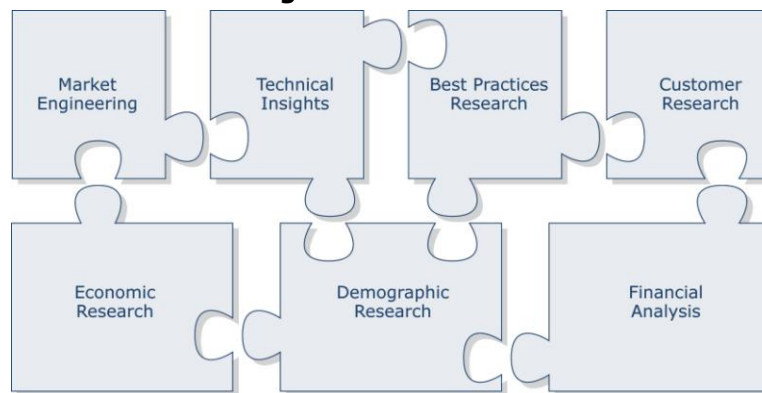 Market
Engineering
Technical
Insights
Best Practices
Research
Customer
Research
Economic
Research
Demographic
Research
Financial
Analysis